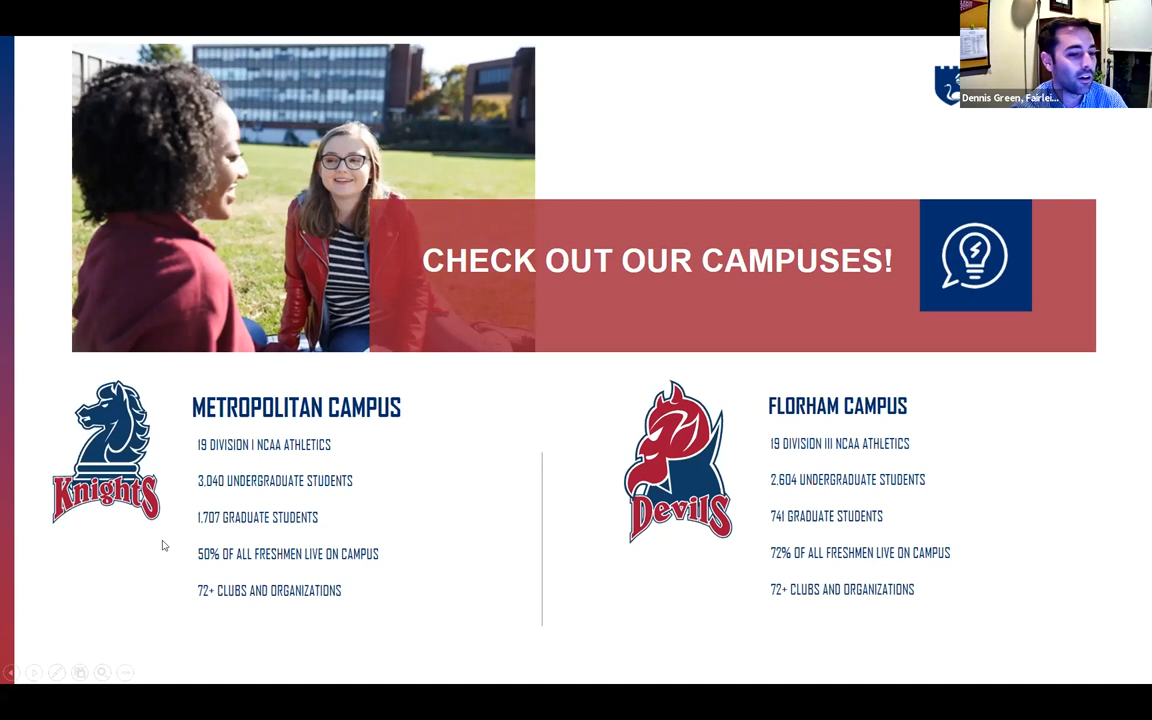 Dennis Green, Fairlei...
CHECK OUT OUR CAMPUSES!
Knights
METROPOLITAN CAMPUS
19 DIVISION I NCAA ATHLETICS
3,040 UNDERGRADUATE STUDENTS
1,707 GRADUATE STUDENTS
50% OF ALL FRESHMEN LIVE ON CAMPUS
72+ CLUBS AND ORGANIZATIONS
Devils
FLORHAM CAMPUS
19 DIVISION III NCAA ATHLETICS
2,604 UNDERGRADUATE STUDENTS
741 GRADUATE STUDENTS
72% OF ALL FRESHMEN LIVE ON CAMPUS
72+ CLUBS AND ORGANIZATIONS